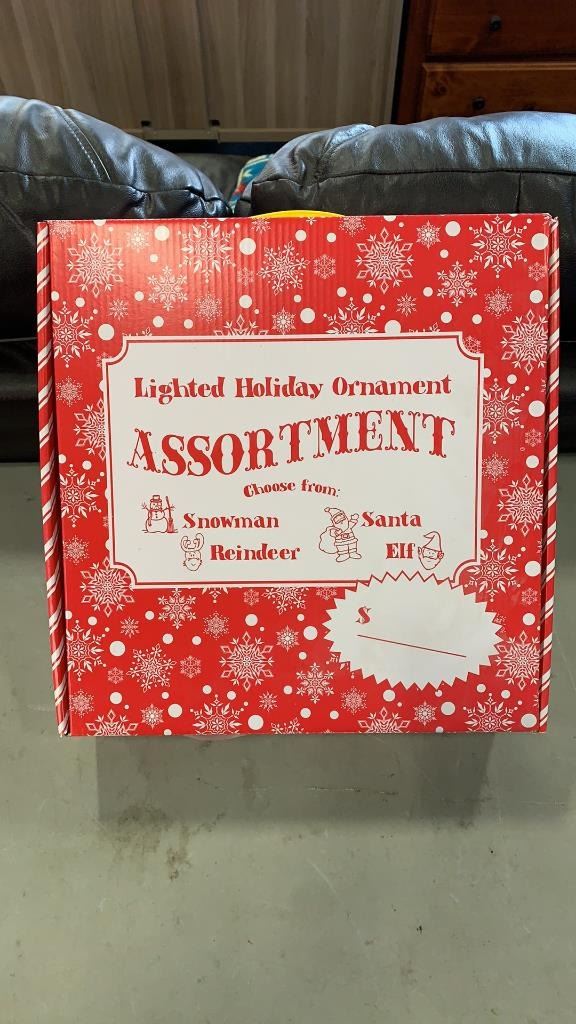 Lighted Holiday Ornament
ASSORTMENT
Choose from:
Snowman Santa
Reindeer Elf
$